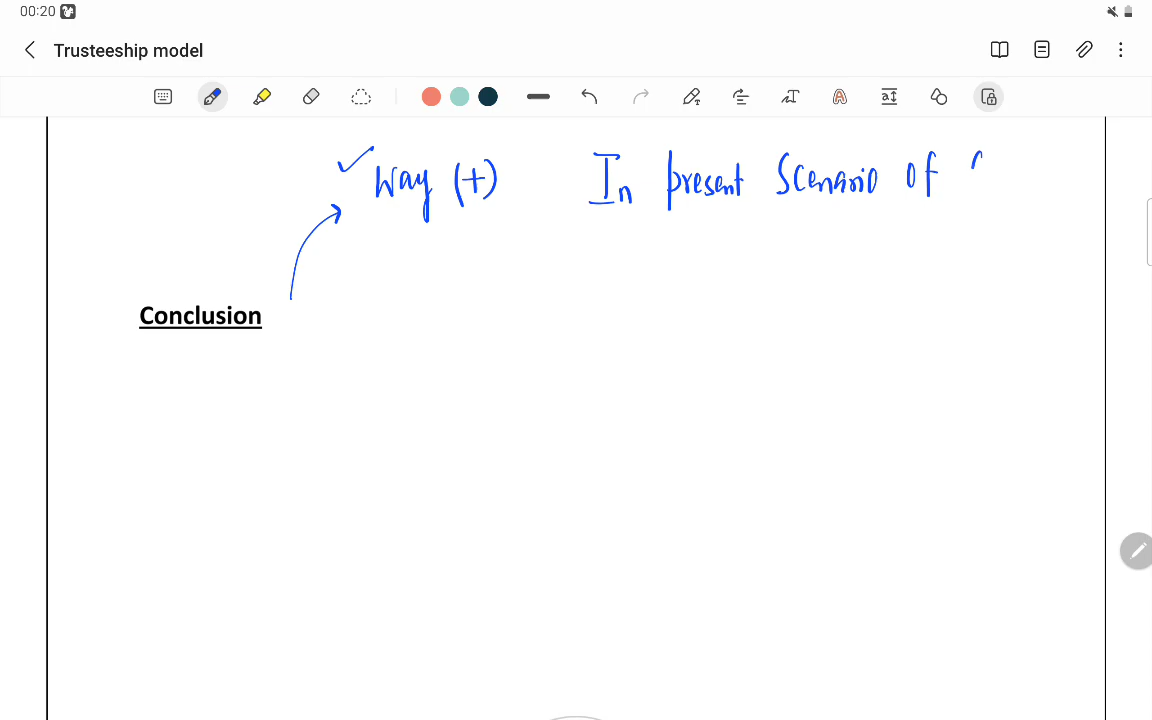 00:20
Trusteeship model
Way (+) In present Scenario of
Conclusion